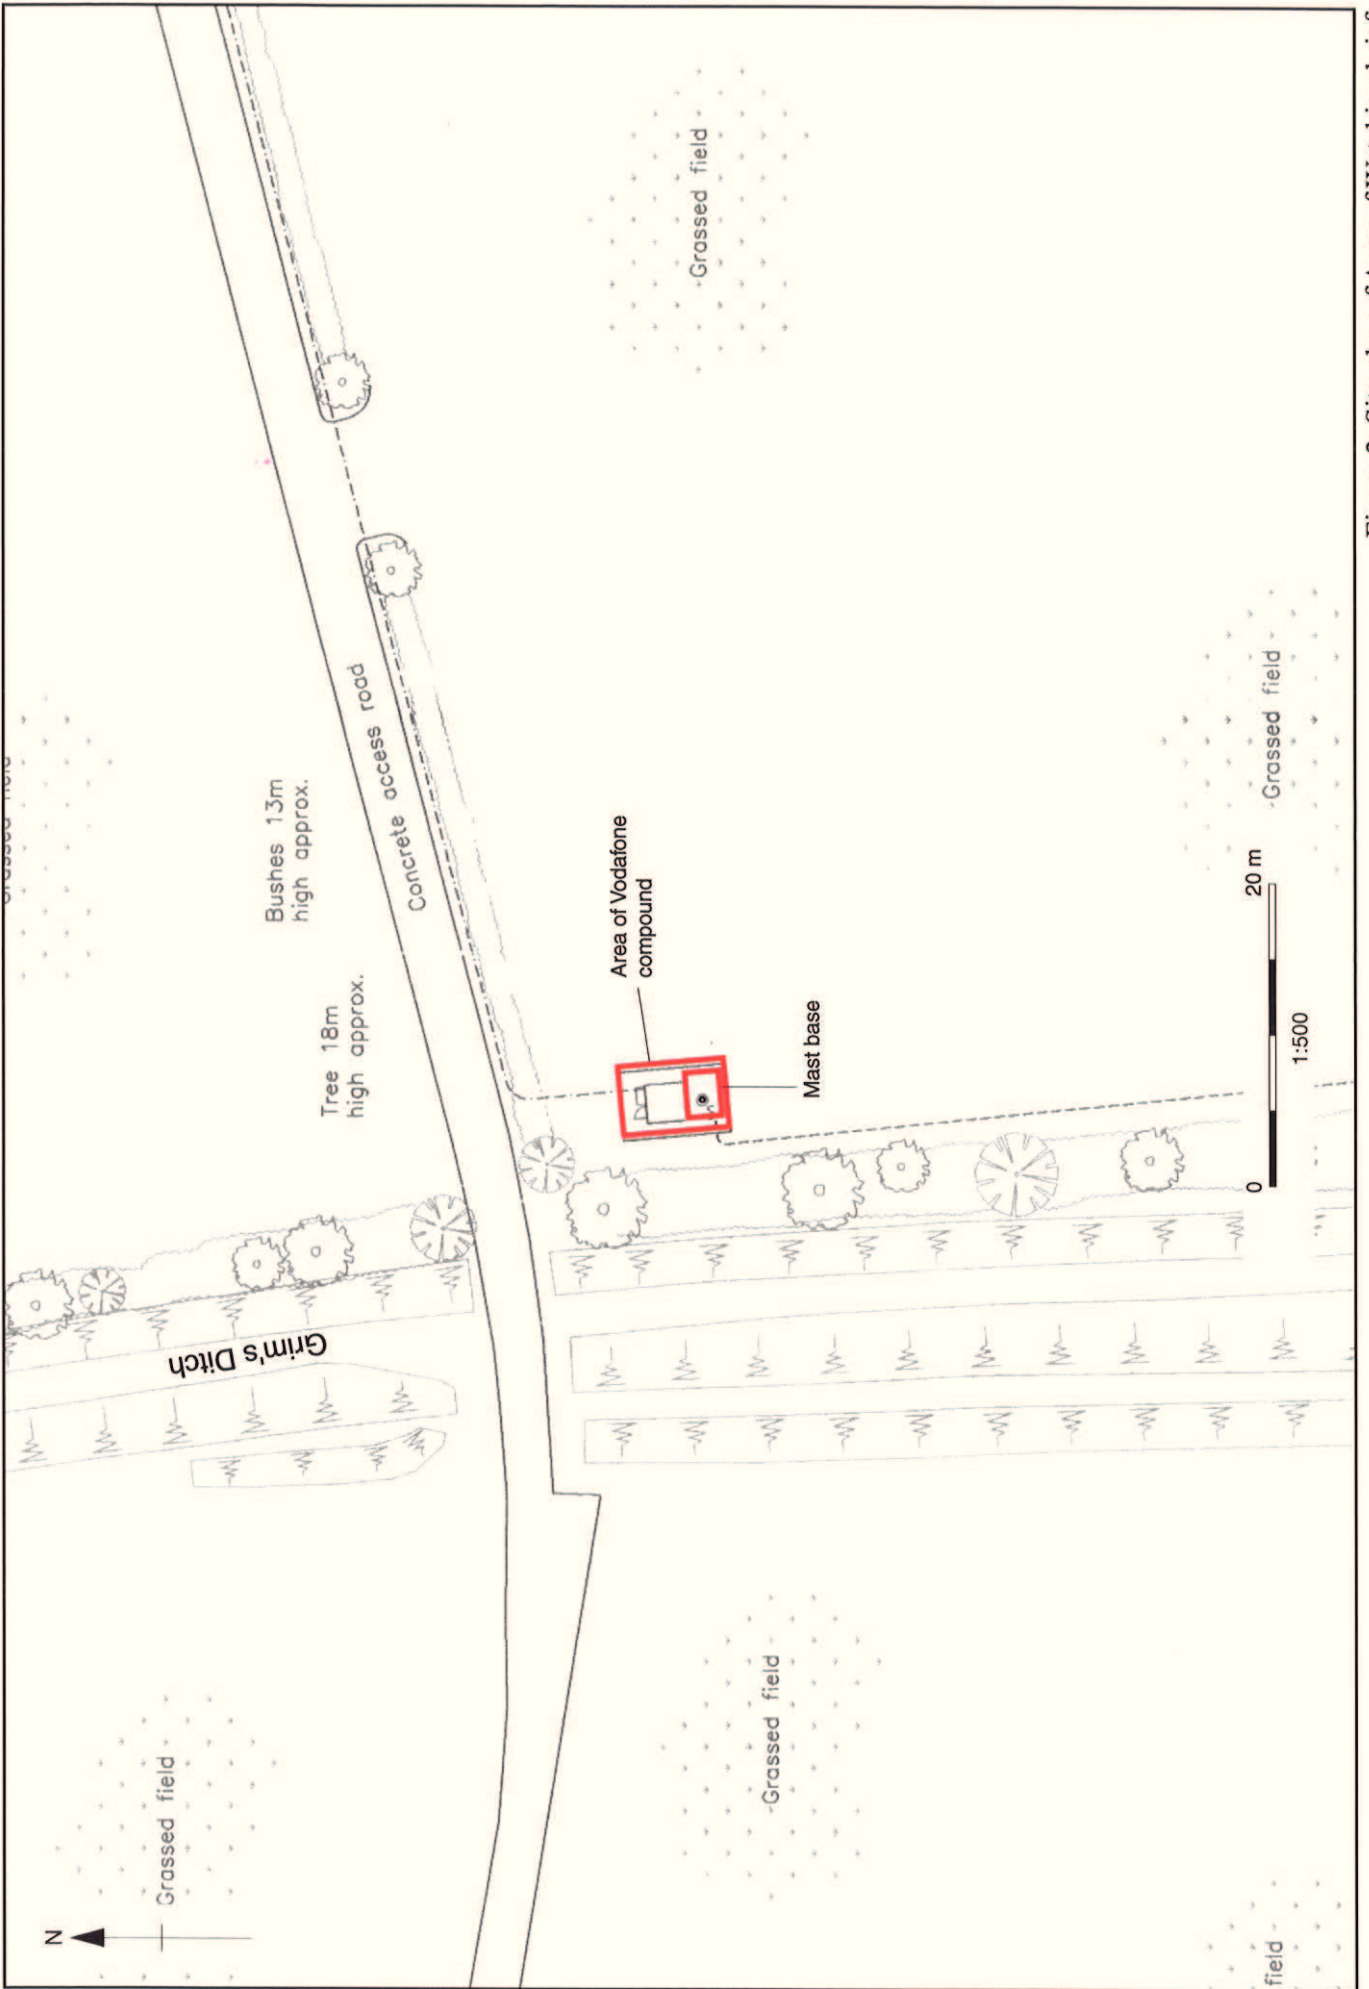 N
Grassed field
Grim's Ditch
Tree 18m
high approx.
Bushes 13m
high approx.
Concrete access road
Grassed field
Area of Vodafone
compound
Mast base
Grassed field
Grassed field
0
20 m
1:500
field